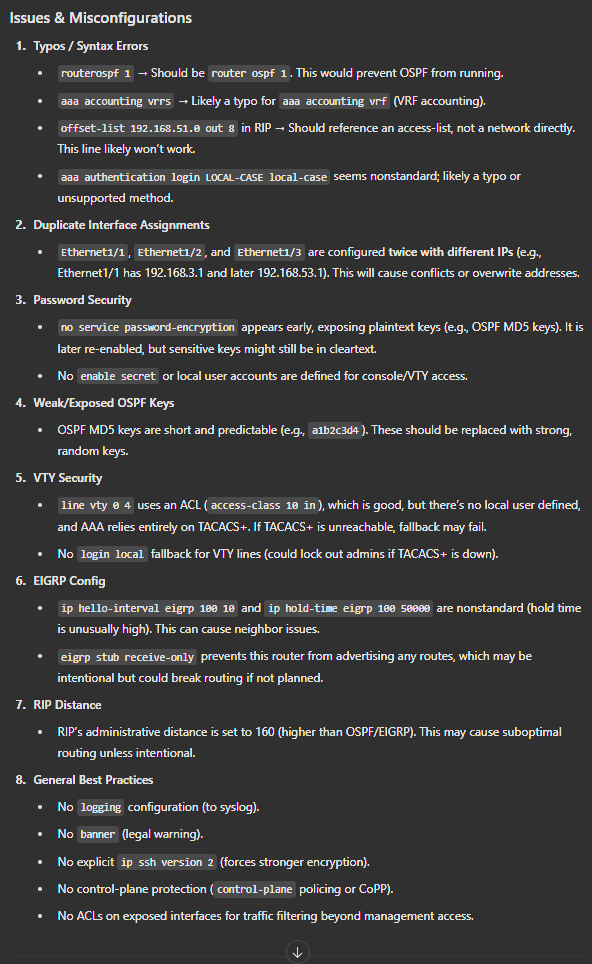 Issues & Misconfigurations
1. Typos / Syntax Errors
• routerospf 1 → Should be router ospf 1. This would prevent OSPF from running.
• aaa accounting vrrs → Likely a typo for aaa accounting vrf (VRF accounting).
• offset-list 192.168.51.0 out 8 in RIP → Should reference an access-list, not a network directly.
This line likely won't work.
• aaa authentication login LOCAL-CASE local-case seems nonstandard; likely a typo or
unsupported method.
2. Duplicate Interface Assignments
• Ethernet1/1, Ethernet1/2, and Ethernet1/3 are configured twice with different IPs (e.g.,
Ethernet1/1 has 192.168.3.1 and later 192.168.53.1). This will cause conflicts or overwrite addresses.
3. Password Security
• no service password-encryption appears early, exposing plaintext keys (e.g., OSPF MD5 keys). It is
later re-enabled, but sensitive keys might still be in cleartext.
• No enable secret or local user accounts are defined for console/VTY access.
4. Weak/Exposed OSPF Keys
• OSPF MD5 keys are short and predictable (e.g., a1b2c3d4). These should be replaced with strong,
random keys.
5. VTY Security
• line vty 0 4 uses an ACL (access-class 10 in), which is good, but there's no local user defined,
and AAA relies entirely on TACACS+. If TACACS+ is unreachable, fallback may fail.
• No login local fallback for VTY lines (could lock out admins if TACACS+ is down).
6. EIGRP Config
• ip hello-interval eigrp 100 10 and ip hold-time eigrp 100 50000 are nonstandard (hold time
is unusually high). This can cause neighbor issues.
• eigrp stub receive-only prevents this router from advertising any routes, which may be
intentional but could break routing if not planned.
7. RIP Distance
• RIP's administrative distance is set to 160 (higher than OSPF/EIGRP). This may cause suboptimal
routing unless intentional.
8. General Best Practices
• No logging configuration (to syslog).
• No banner (legal warning).
• No explicit ip ssh version 2 (forces stronger encryption).
• No control-plane protection (control-plane policing or CoPP).
• No ACLs on exposed interfaces for traffic filtering beyond management access.